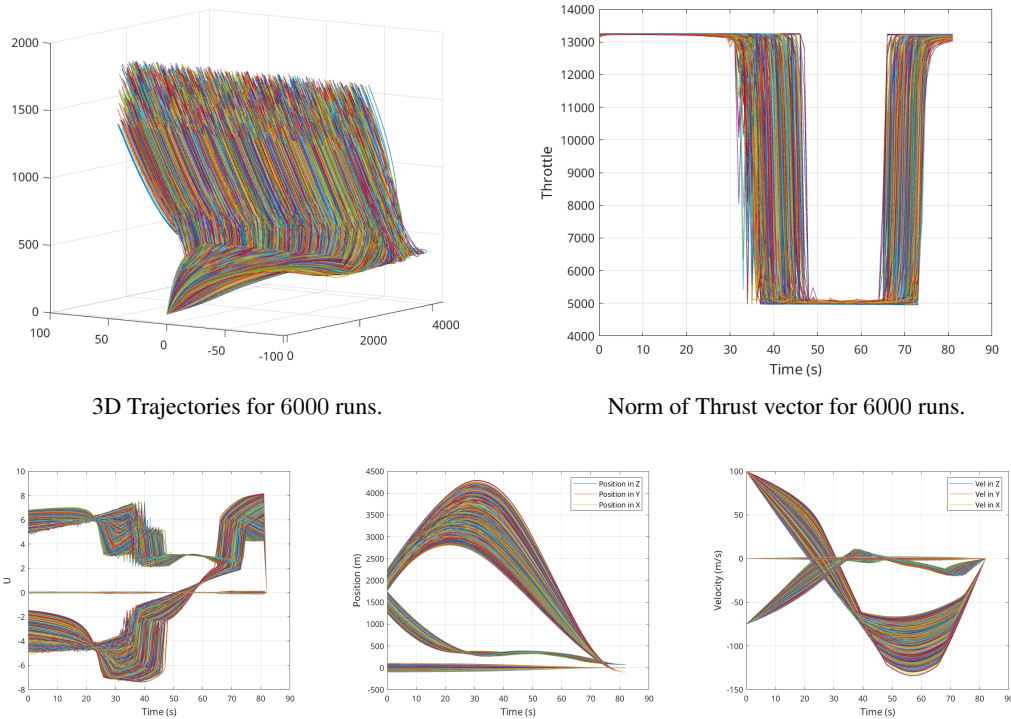 2000
1500
1000
500
0
100
50
0
-50
-100
0
2000
4000
14000
13000
12000
11000
10000
9000
8000
7000
6000
5000
4000
Throttle
0 10 20 30 40 50 60 70 80 90
Time (s)
3D Trajectories for 6000 runs.
Norm of Thrust vector for 6000 runs.
10
8
6
4
2
0
-2
-4
-6
-8
U
0 10 20 30 40 50 60 70 80 90
Time (s)
4500
4000
3500
3000
2500
2000
1500
1000
500
0
-500
Position (m)
Position in Z
Position in Y
Position in X
0 10 20 30 40 50 60 70 80 90
Time (s)
100
50
0
-50
-100
-150
Velocity (m/s)
Vel in Z
Vel in Y
Vel in X
0 10 20 30 40 50 60 70 80 90
Time (s)